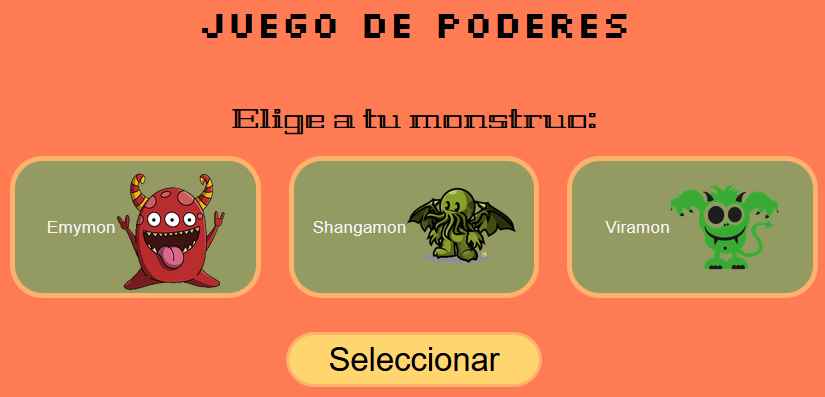 JUEGO DE PODERES
Elige a tu monstruo:
Emymon
Shangamon
Viramon
Seleccionar